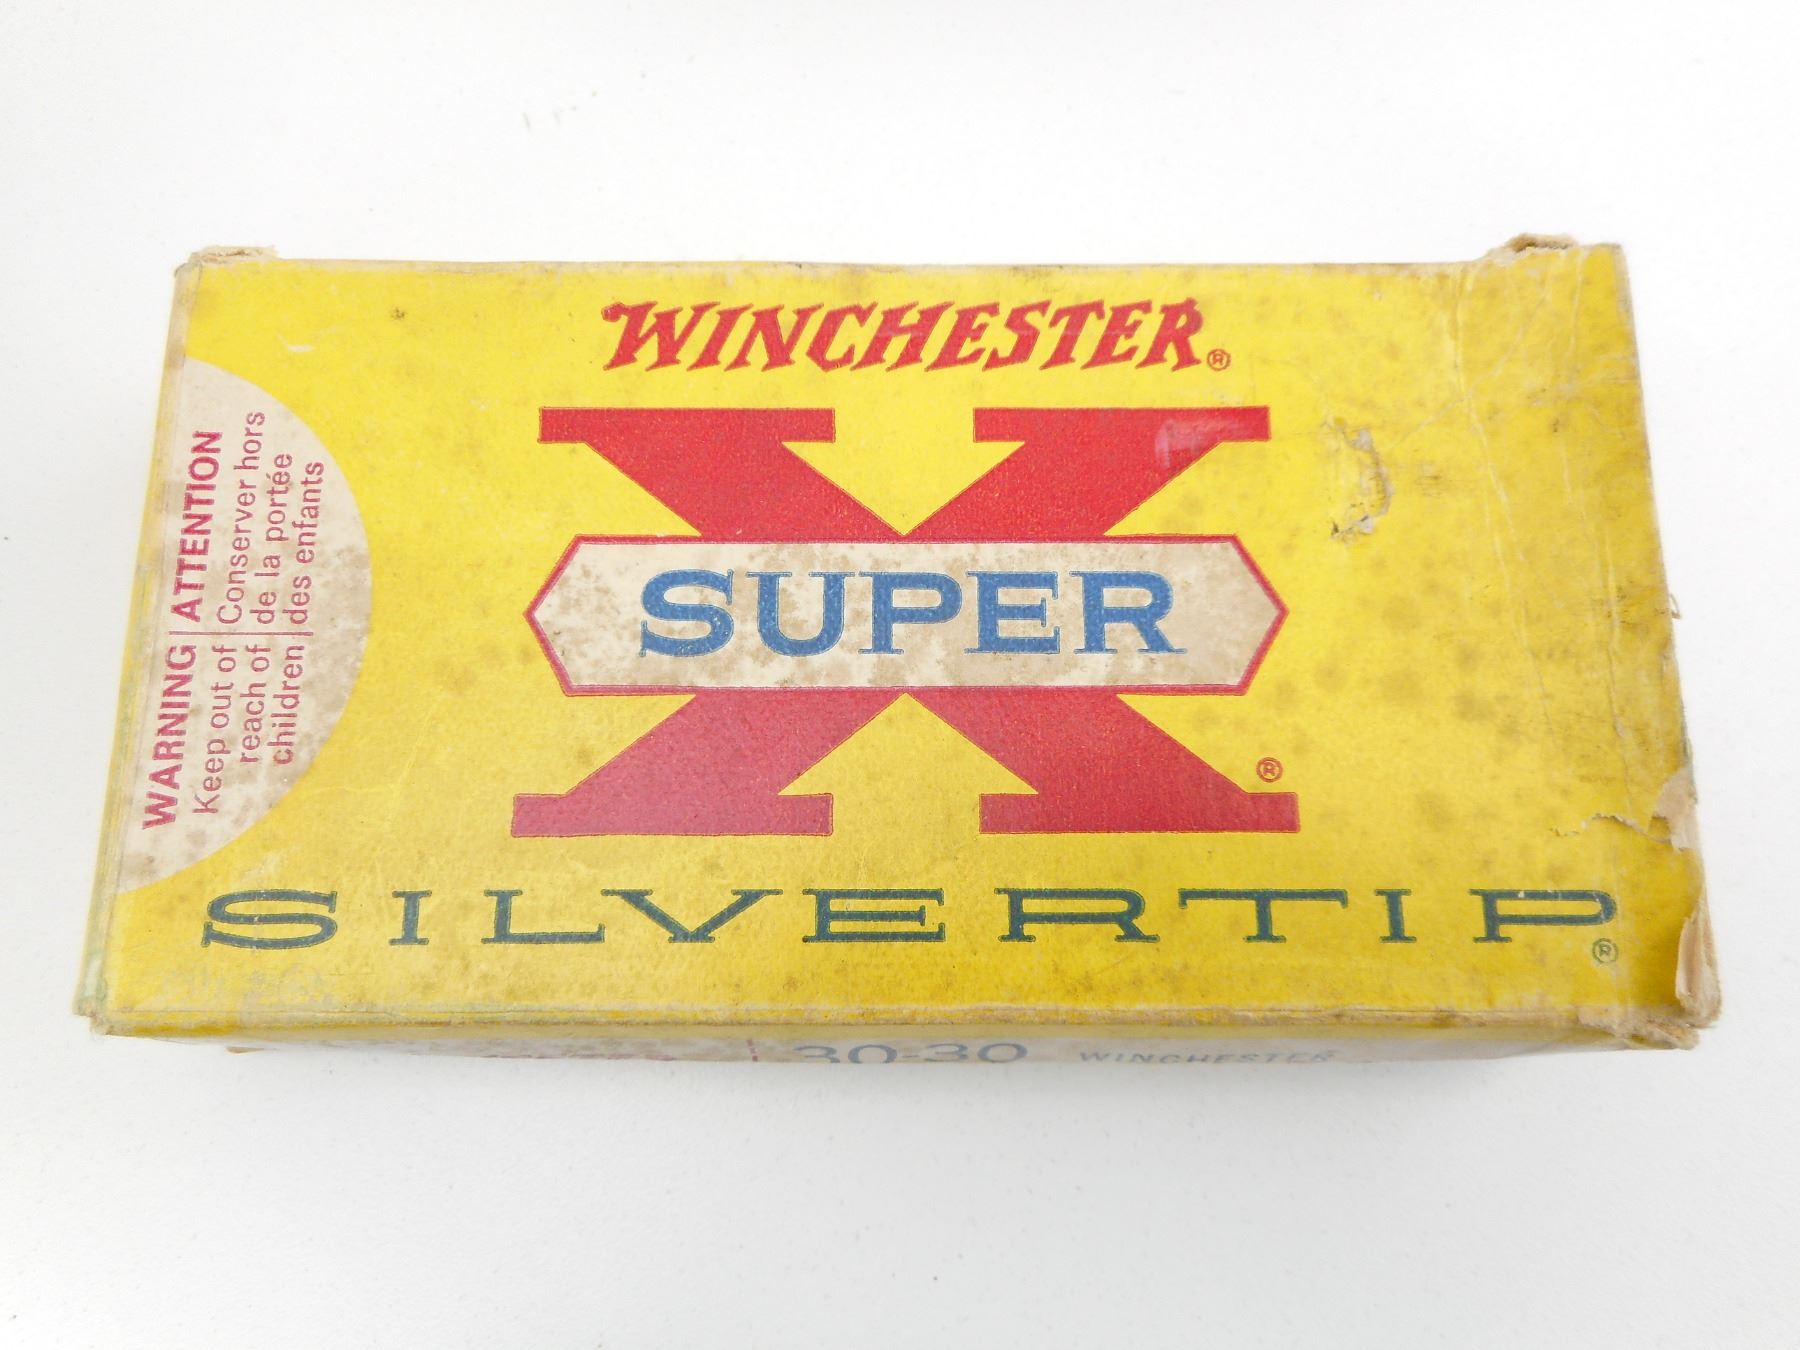 WINCHESTER®
SUPER X®
SILVERTIP®
WARNING | ATTENTION
Keep out of | Conserver hors
reach of | de la portée
children | des enfants
30-30 WINCHESTER